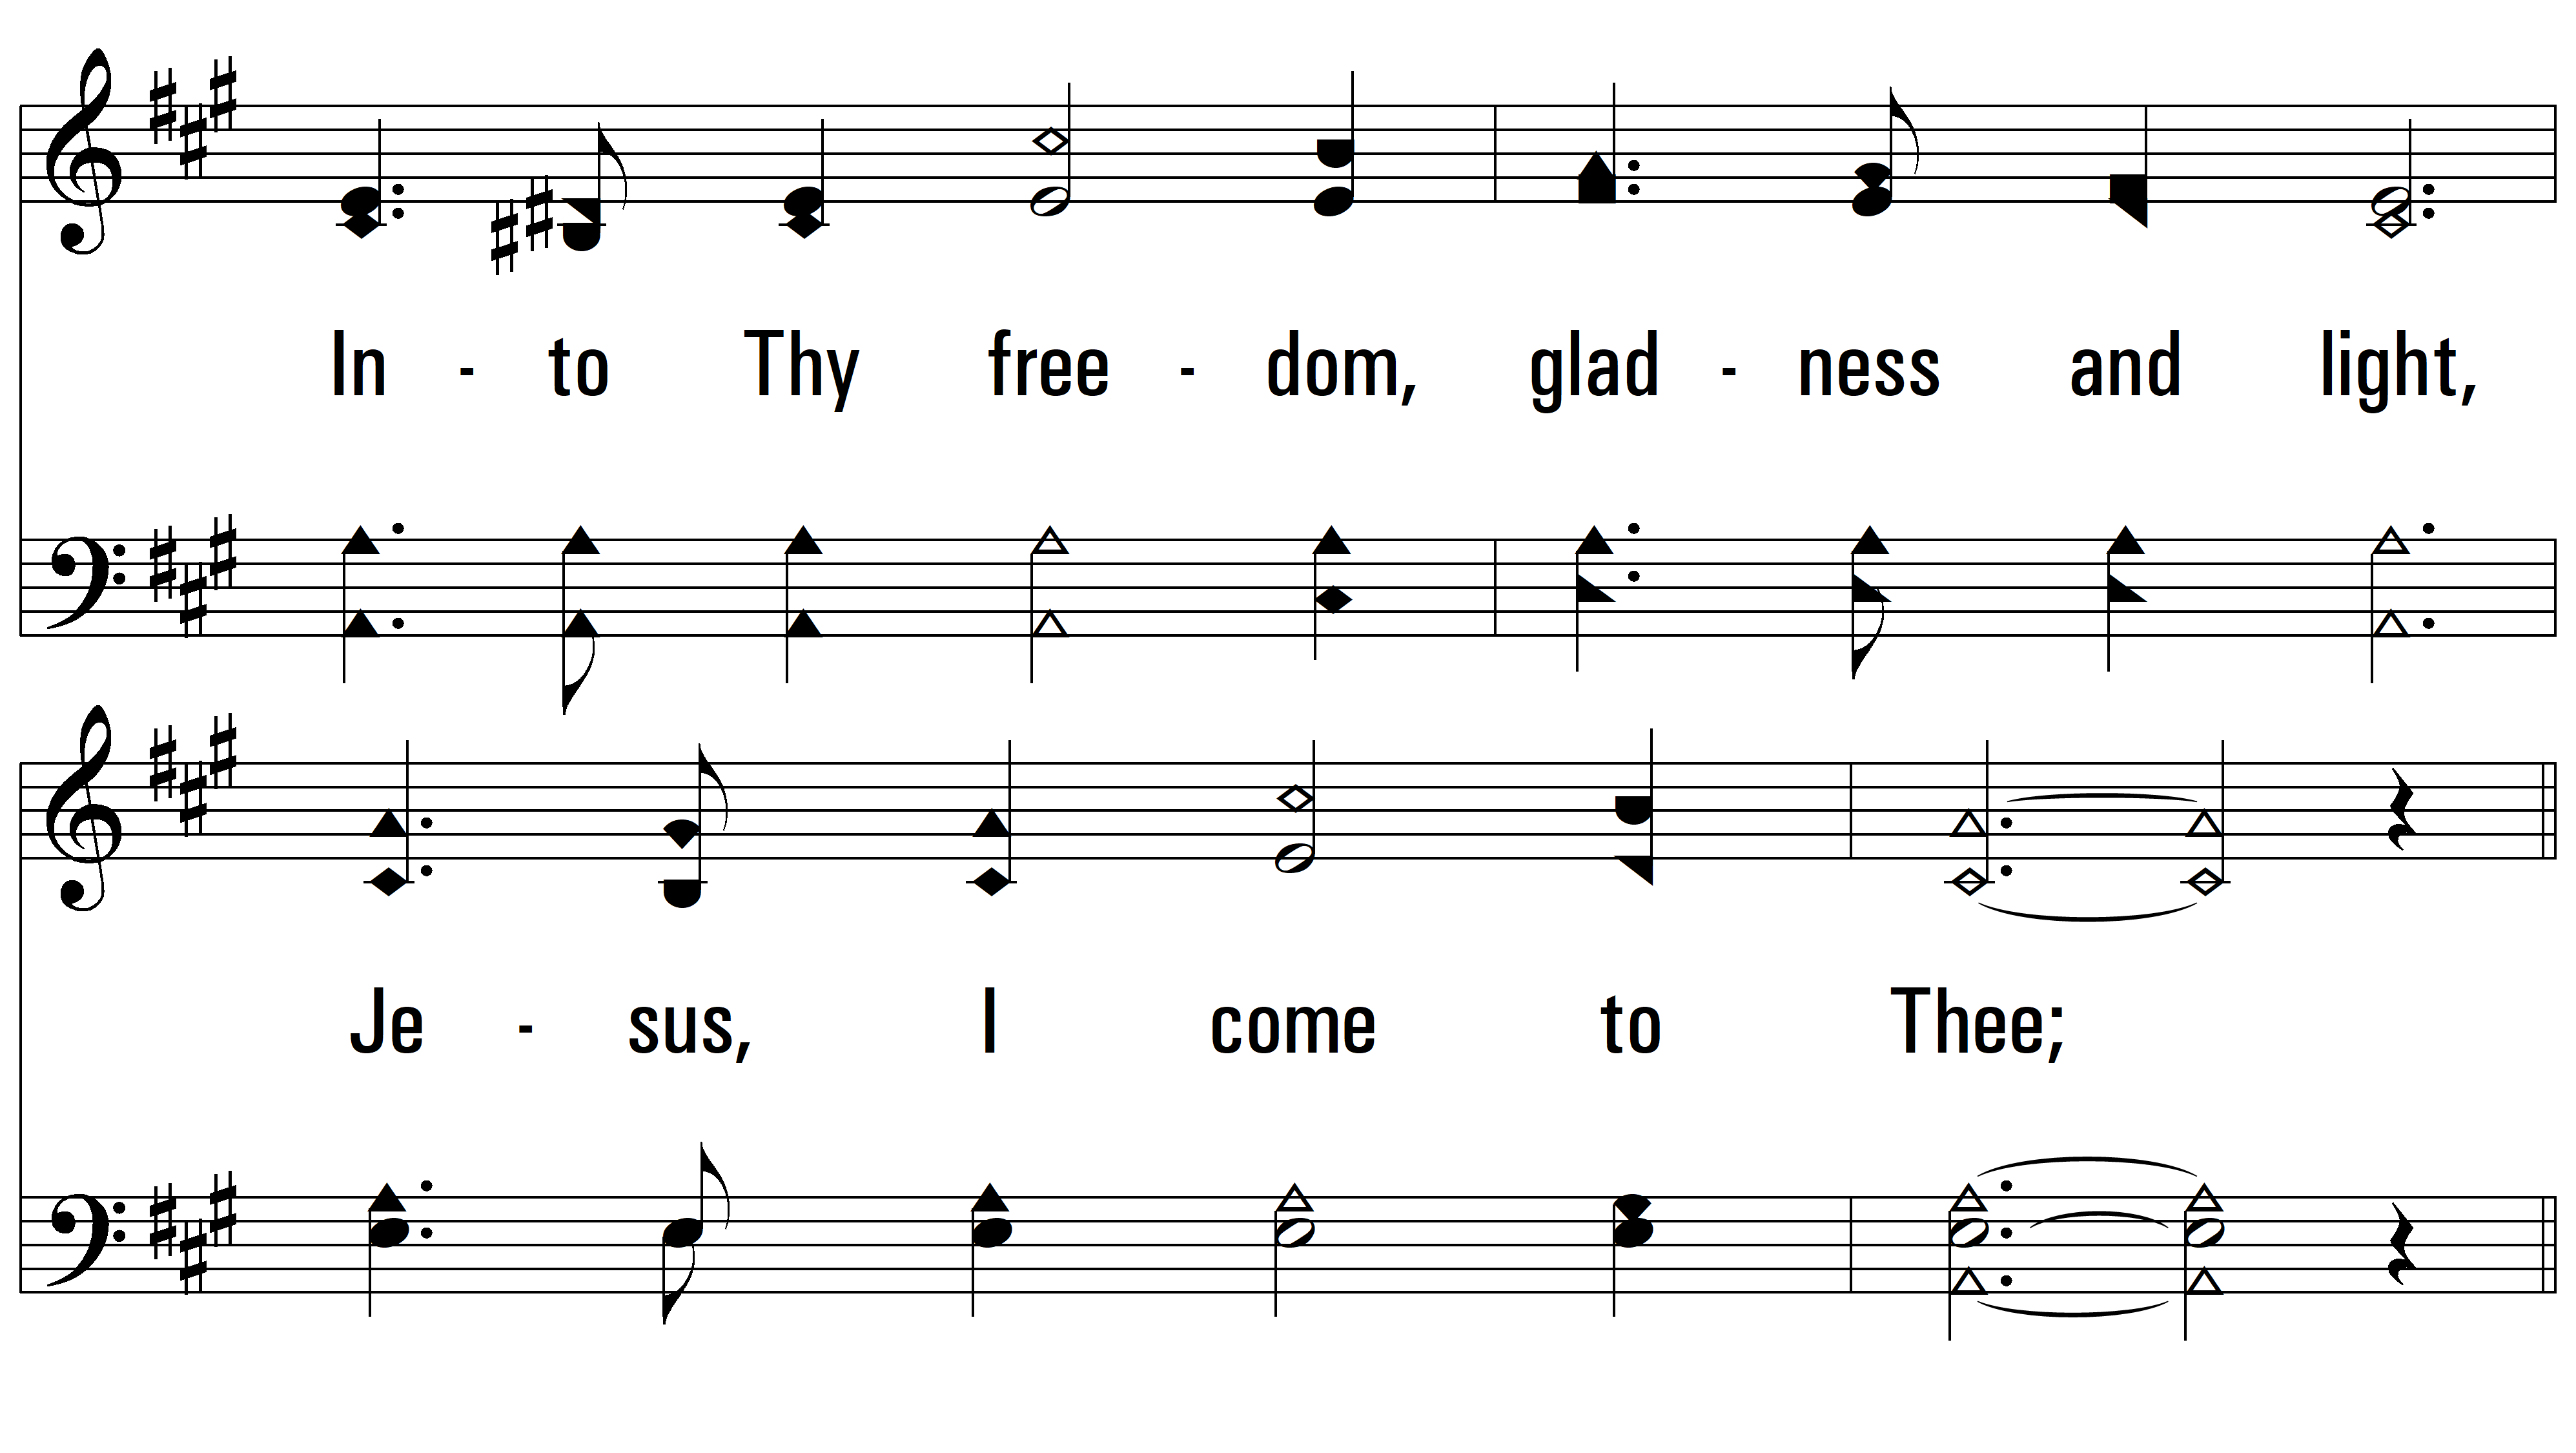 In - to Thy free - dom, glad - ness and light,
Je - sus, I come to Thee;